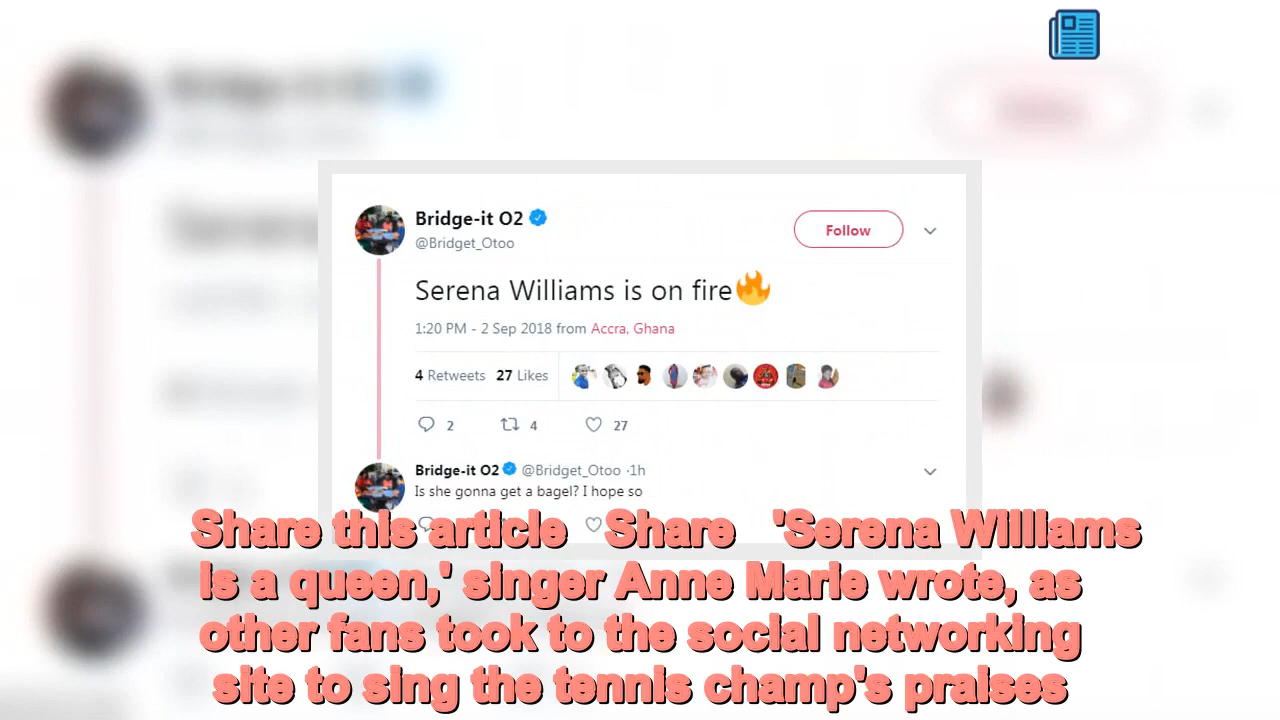 Bridge-it O2
@Bridget_Otoo
Follow
Serena Williams is on fire🔥
1:20 PM - 2 Sep 2018 from Accra, Ghana
4 Retweets 27 Likes
2 4 27
Bridge-it O2 @Bridget_Otoo · 1h
Is she gonna get a bagel? I hope so
Share this article Share 'Serena Williams
is a queen,' singer Anne Marie wrote, as
other fans took to the social networking
site to sing the tennis champ's praises